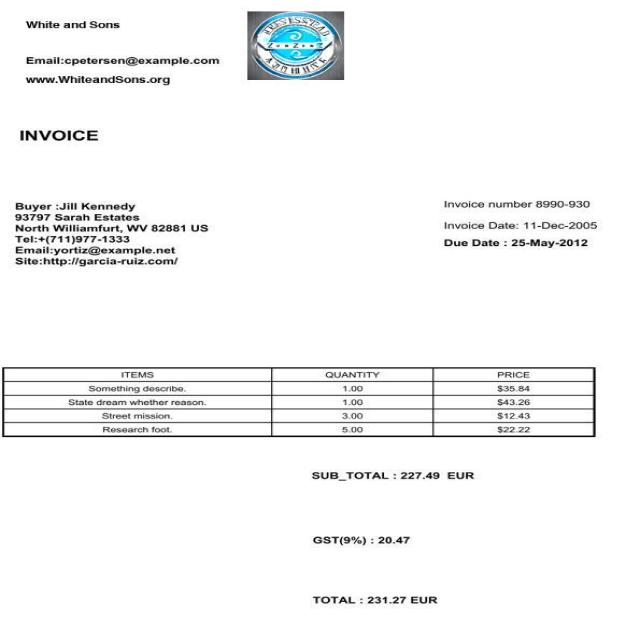 White and Sons
Email:cpetersen@example.com
www.WhiteandSons.org
INVOICE
Buyer :Jill Kennedy
93797 Sarah Estates
North Williamfurt, WV 82881 US
Tel:+(711)977-1333
Email:yortiz@example.net
Site:http://garcia-ruiz.com/
Invoice number 8990-930
Invoice Date: 11-Dec-2005
Due Date : 25-May-2012
ITEMS QUANTITY PRICE
Something describe. 1.00 $35.84
State dream whether reason. 1.00 $43.26
Street mission. 3.00 $12.43
Research foot. 5.00 $22.22
SUB_TOTAL : 227.49 EUR
GST(9%) : 20.47
TOTAL : 231.27 EUR